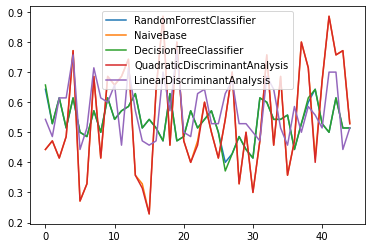 RandomForrestClassifier
NaiveBase
DecisionTreeClassifier
QuadraticDiscriminantAnalysis
LinearDiscriminantAnalysis
0.9
0.8
0.7
0.6
0.5
0.4
0.3
0.2
0 10 20 30 40